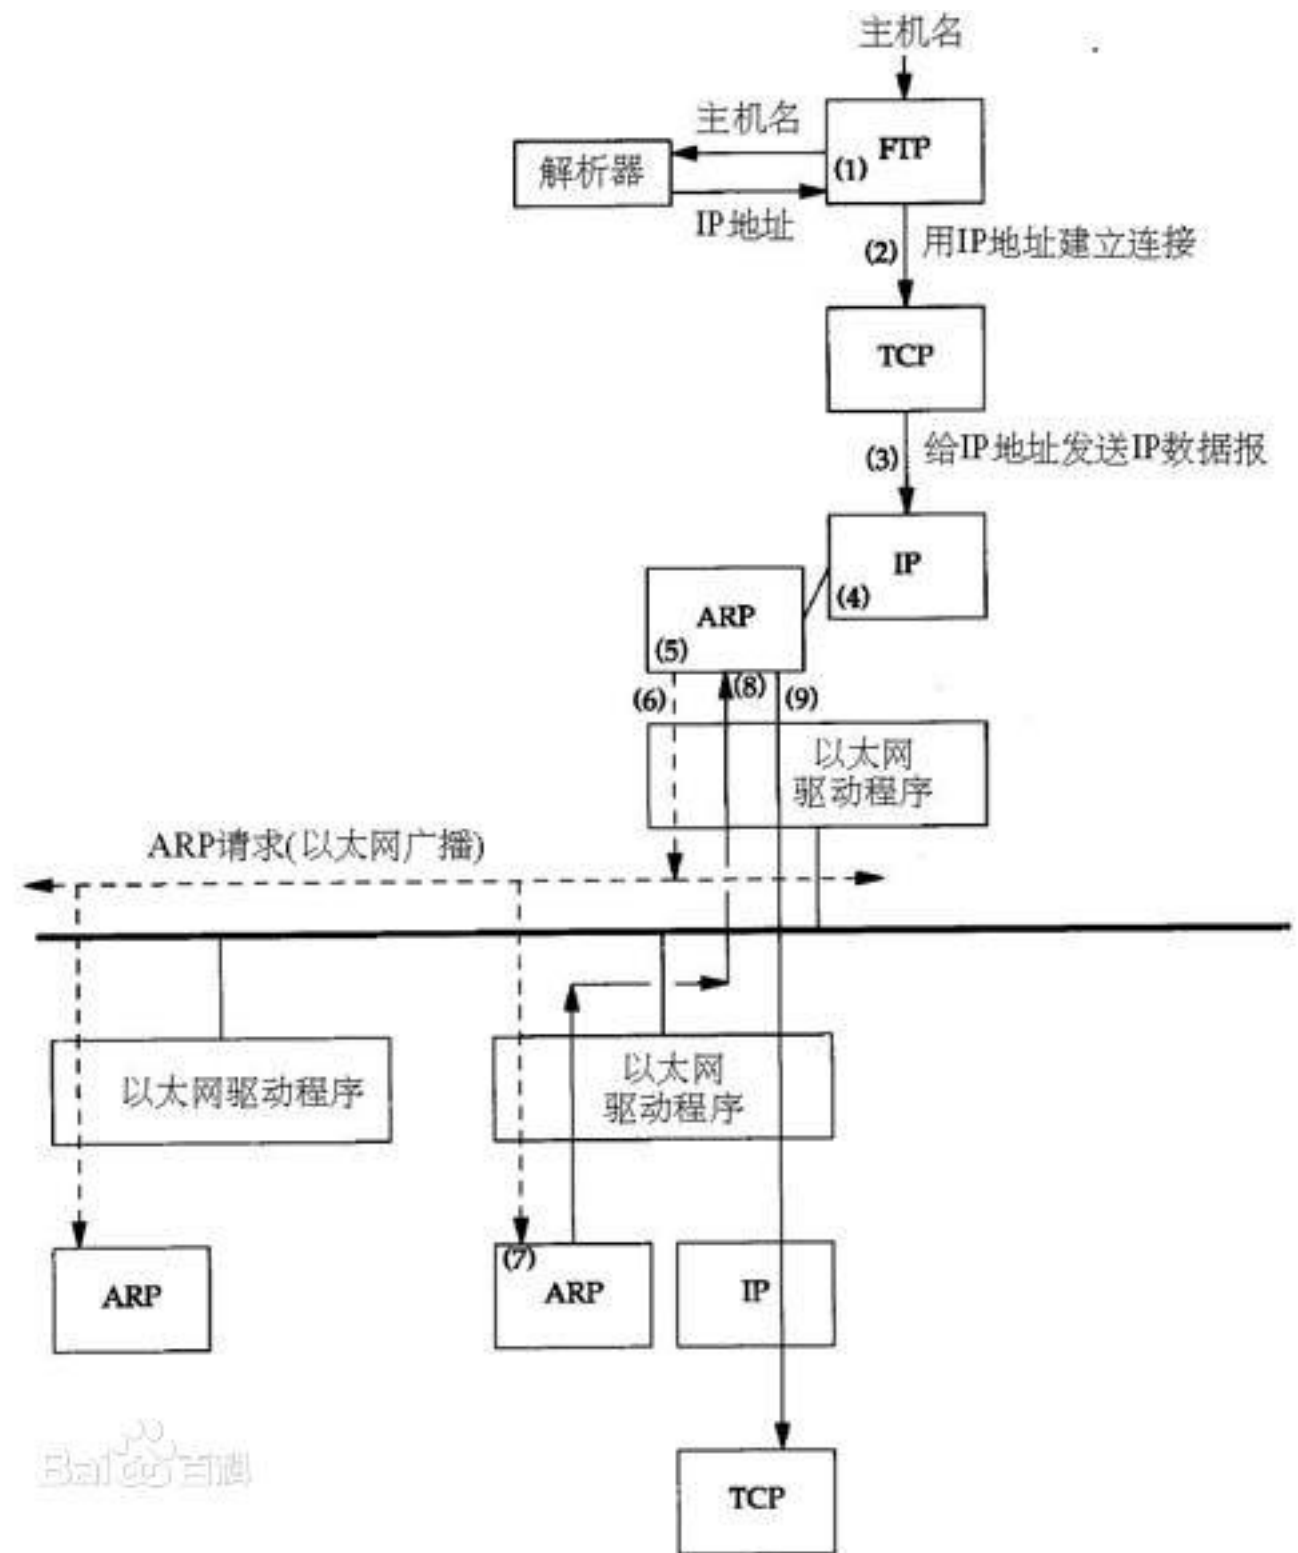 主机名
主机名
FTP
(1)
解析器
IP地址
(2)
用IP地址建立连接
TCP
(3)
给IP地址发送IP数据报
IP
(4)
ARP
(5)
(6)
(8)
(9)
以太网
驱动程序
ARP请求(以太网广播)
以太网驱动程序
以太网
驱动程序
(7)
ARP
ARP
IP
TCP
Bai 百科